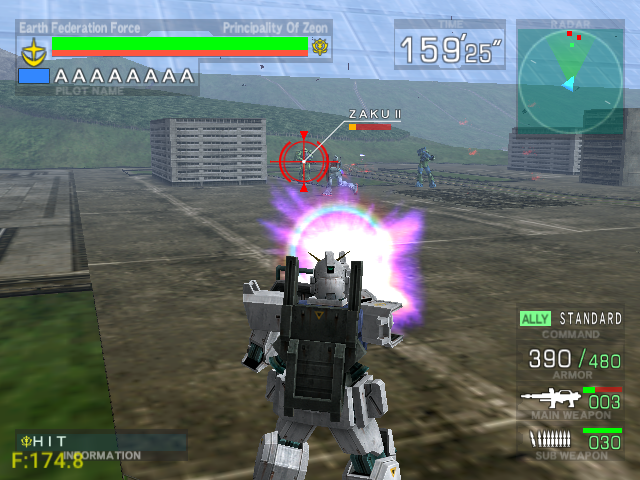 Earth Federation Force Principality Of Zeon
AAAAAAAA
PILOT NAME
TIME
159'25"
RADAR
ZAKU II
ALLY STANDARD
COMMAND
390/480
ARMOR
003
MAIN WEAPON
030
SUB WEAPON
HIT
INFORMATION
F:174.8